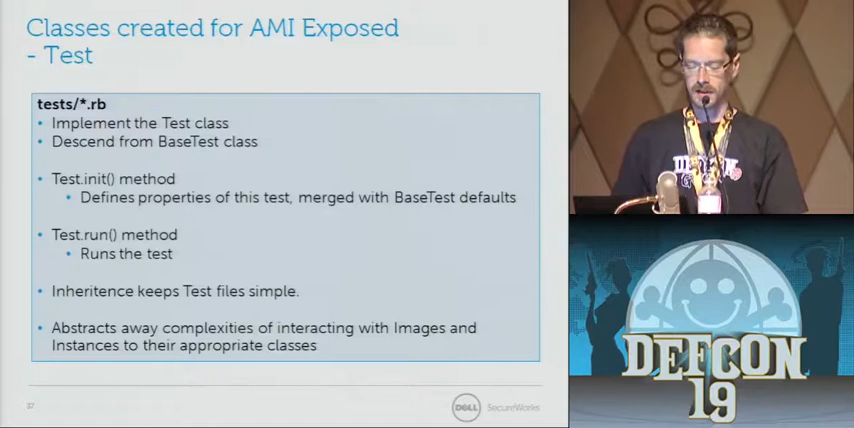 Classes created for AMI Exposed
- Test
tests/*.rb
• Implement the Test class
• Descend from BaseTest class
• Test.init() method
• Defines properties of this test, merged with BaseTest defaults
• Test.run() method
• Runs the test
• Inheritence keeps Test files simple.
• Abstracts away complexities of interacting with Images and
Instances to their appropriate classes
37
DELL SecureWorks
DEFCON
19